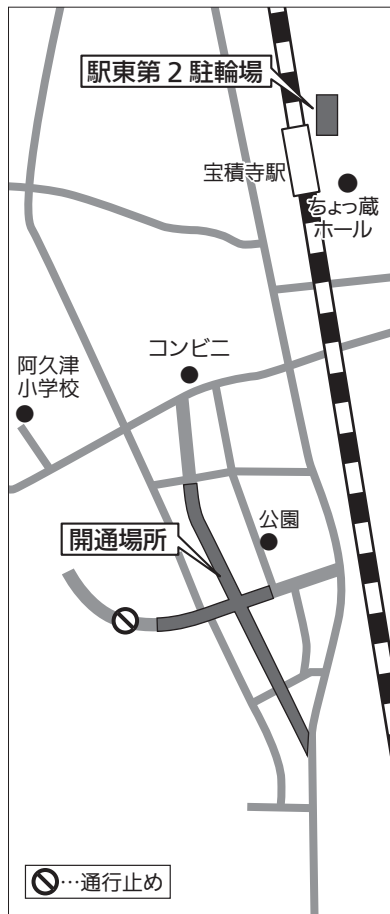 駅東第2駐輪場
宝積寺駅
ちょっ蔵
ホール
コンビニ
阿久津
小学校
開通場所
公園
…通行止め